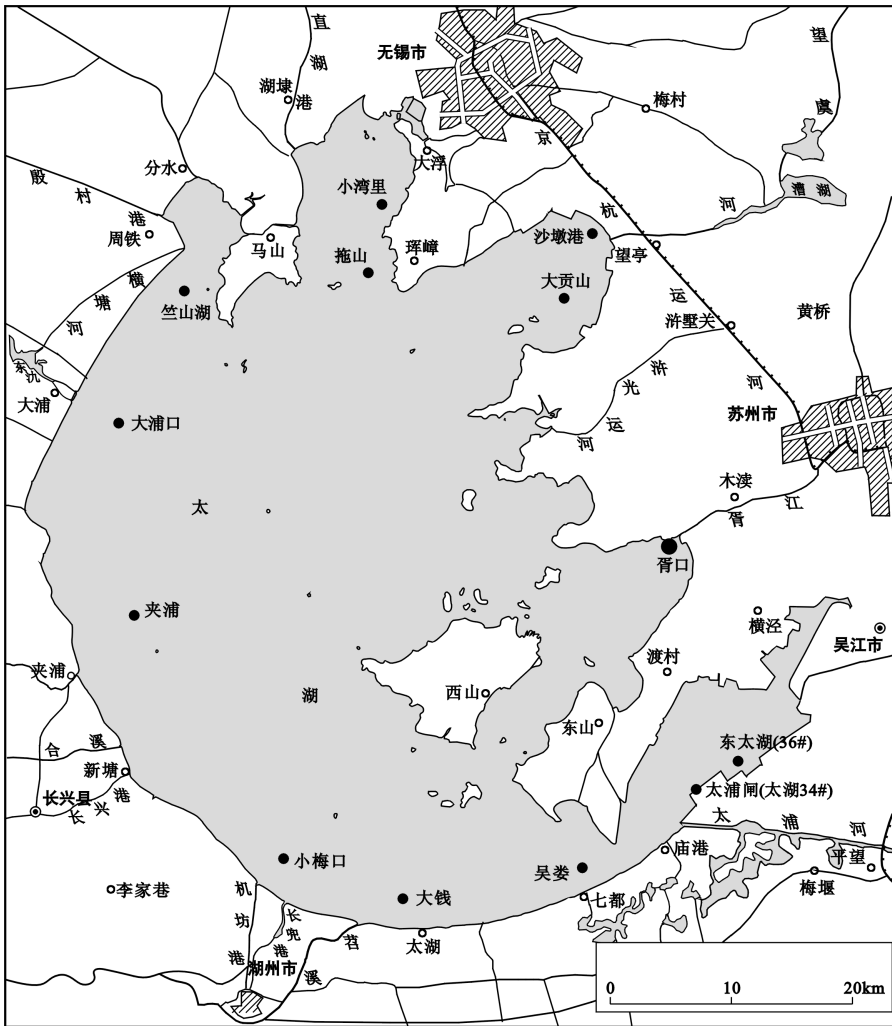 无锡市
直湖港
湖埭
望虞河
梅村
大浮
京杭运河
分水
殷村港
小湾里
漕湖
周铁
马山
拖山
珲嶂
沙墩港
望亭
横塘河
竺山湖
大贡山
浒墅关
黄桥
东氿
大浦
大浦口
浒光运河
苏州市
木渎
胥江
太湖
胥口
夹浦
横泾
吴江市
夹浦
渡村
西山
东山
合溪
新塘
长兴县
长兴港
东太湖(36#)
太浦闸(太湖34#)
太浦河
庙港
平望
梅堰
小梅口
吴娄
李家巷
机坊港
长兜港
大钱
七都
苕溪
太湖
湖州市
0 10 20km